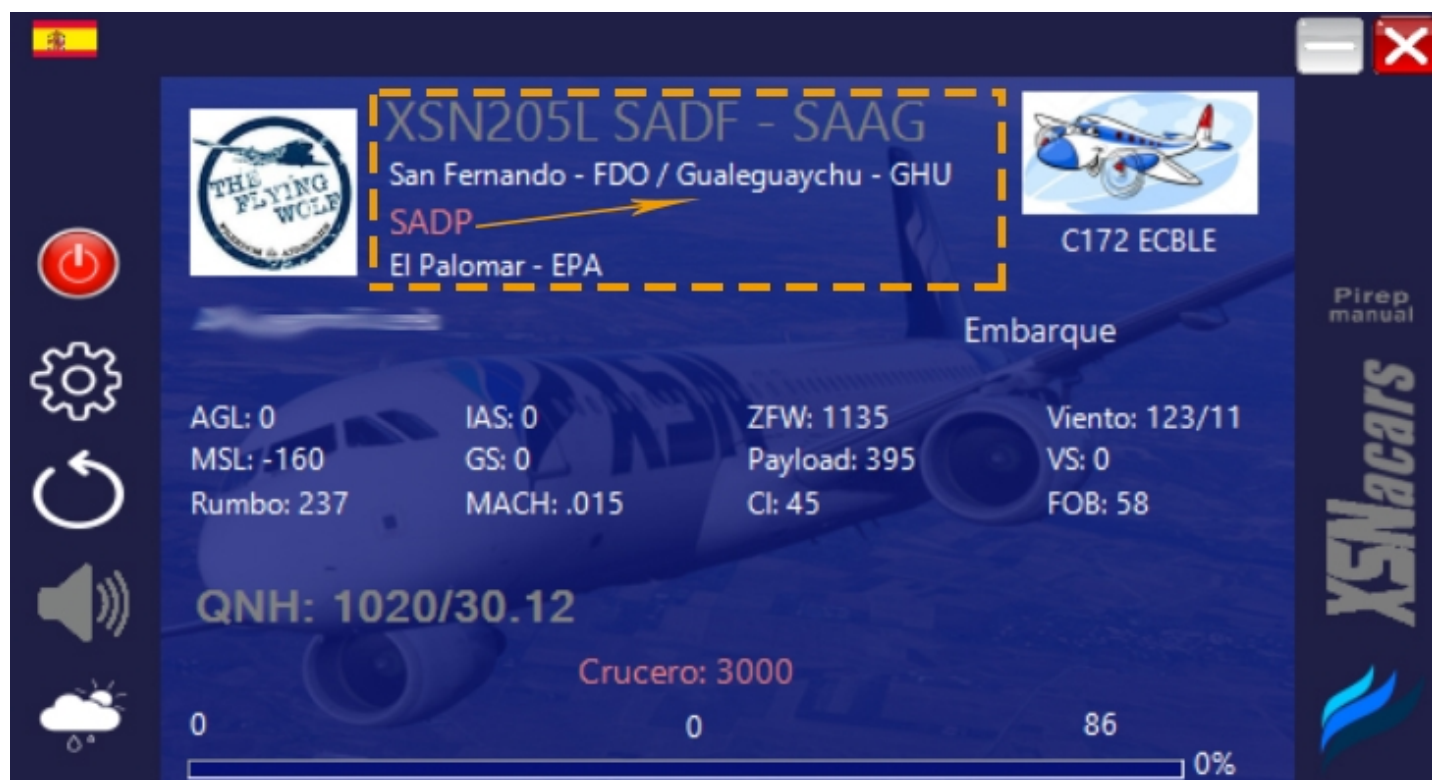 XSN205L SADF - SAAG
San Fernando - FDO / Gualeguaychu - GHU
SADP
El Palomar - EPA
THE
FLYING
WOLF
C172 ECBLE
Embarque
Pirep
manual
AGL: 0
IAS: 0
ZFW: 1135
Viento: 123/11
MSL: -160
GS: 0
Payload: 395
VS: 0
Rumbo: 237
MACH: .015
CI: 45
FOB: 58
XSNacars
QNH: 1020/30.12
Crucero: 3000
0
0
86
0%